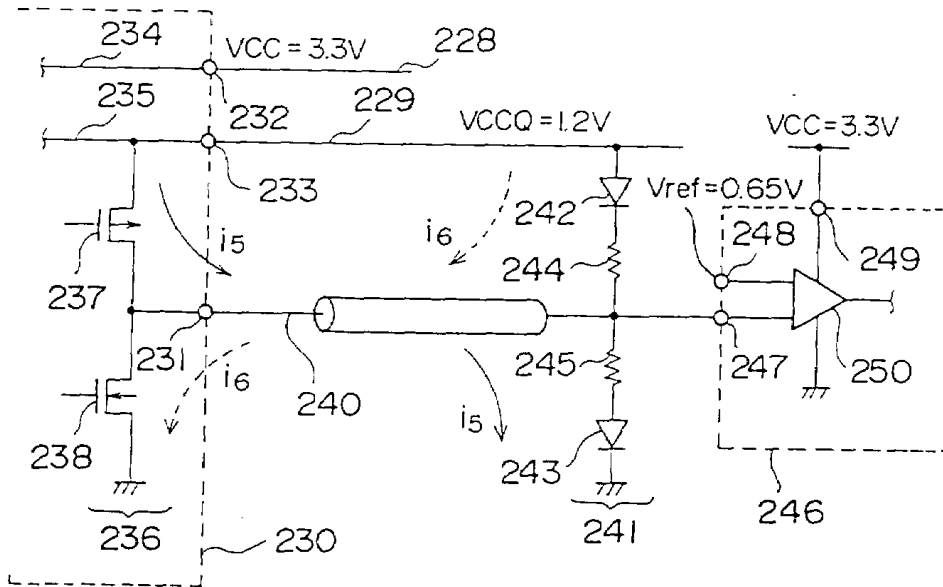 234
VCC = 3.3V
228
235
232
229
VCCQ = 1.2V
VCC = 3.3V
233
242
Vref = 0.65V
i5
i6
248
237
244
249
231
245
247
250
i6
240
i5
238
243
246
236
230
241